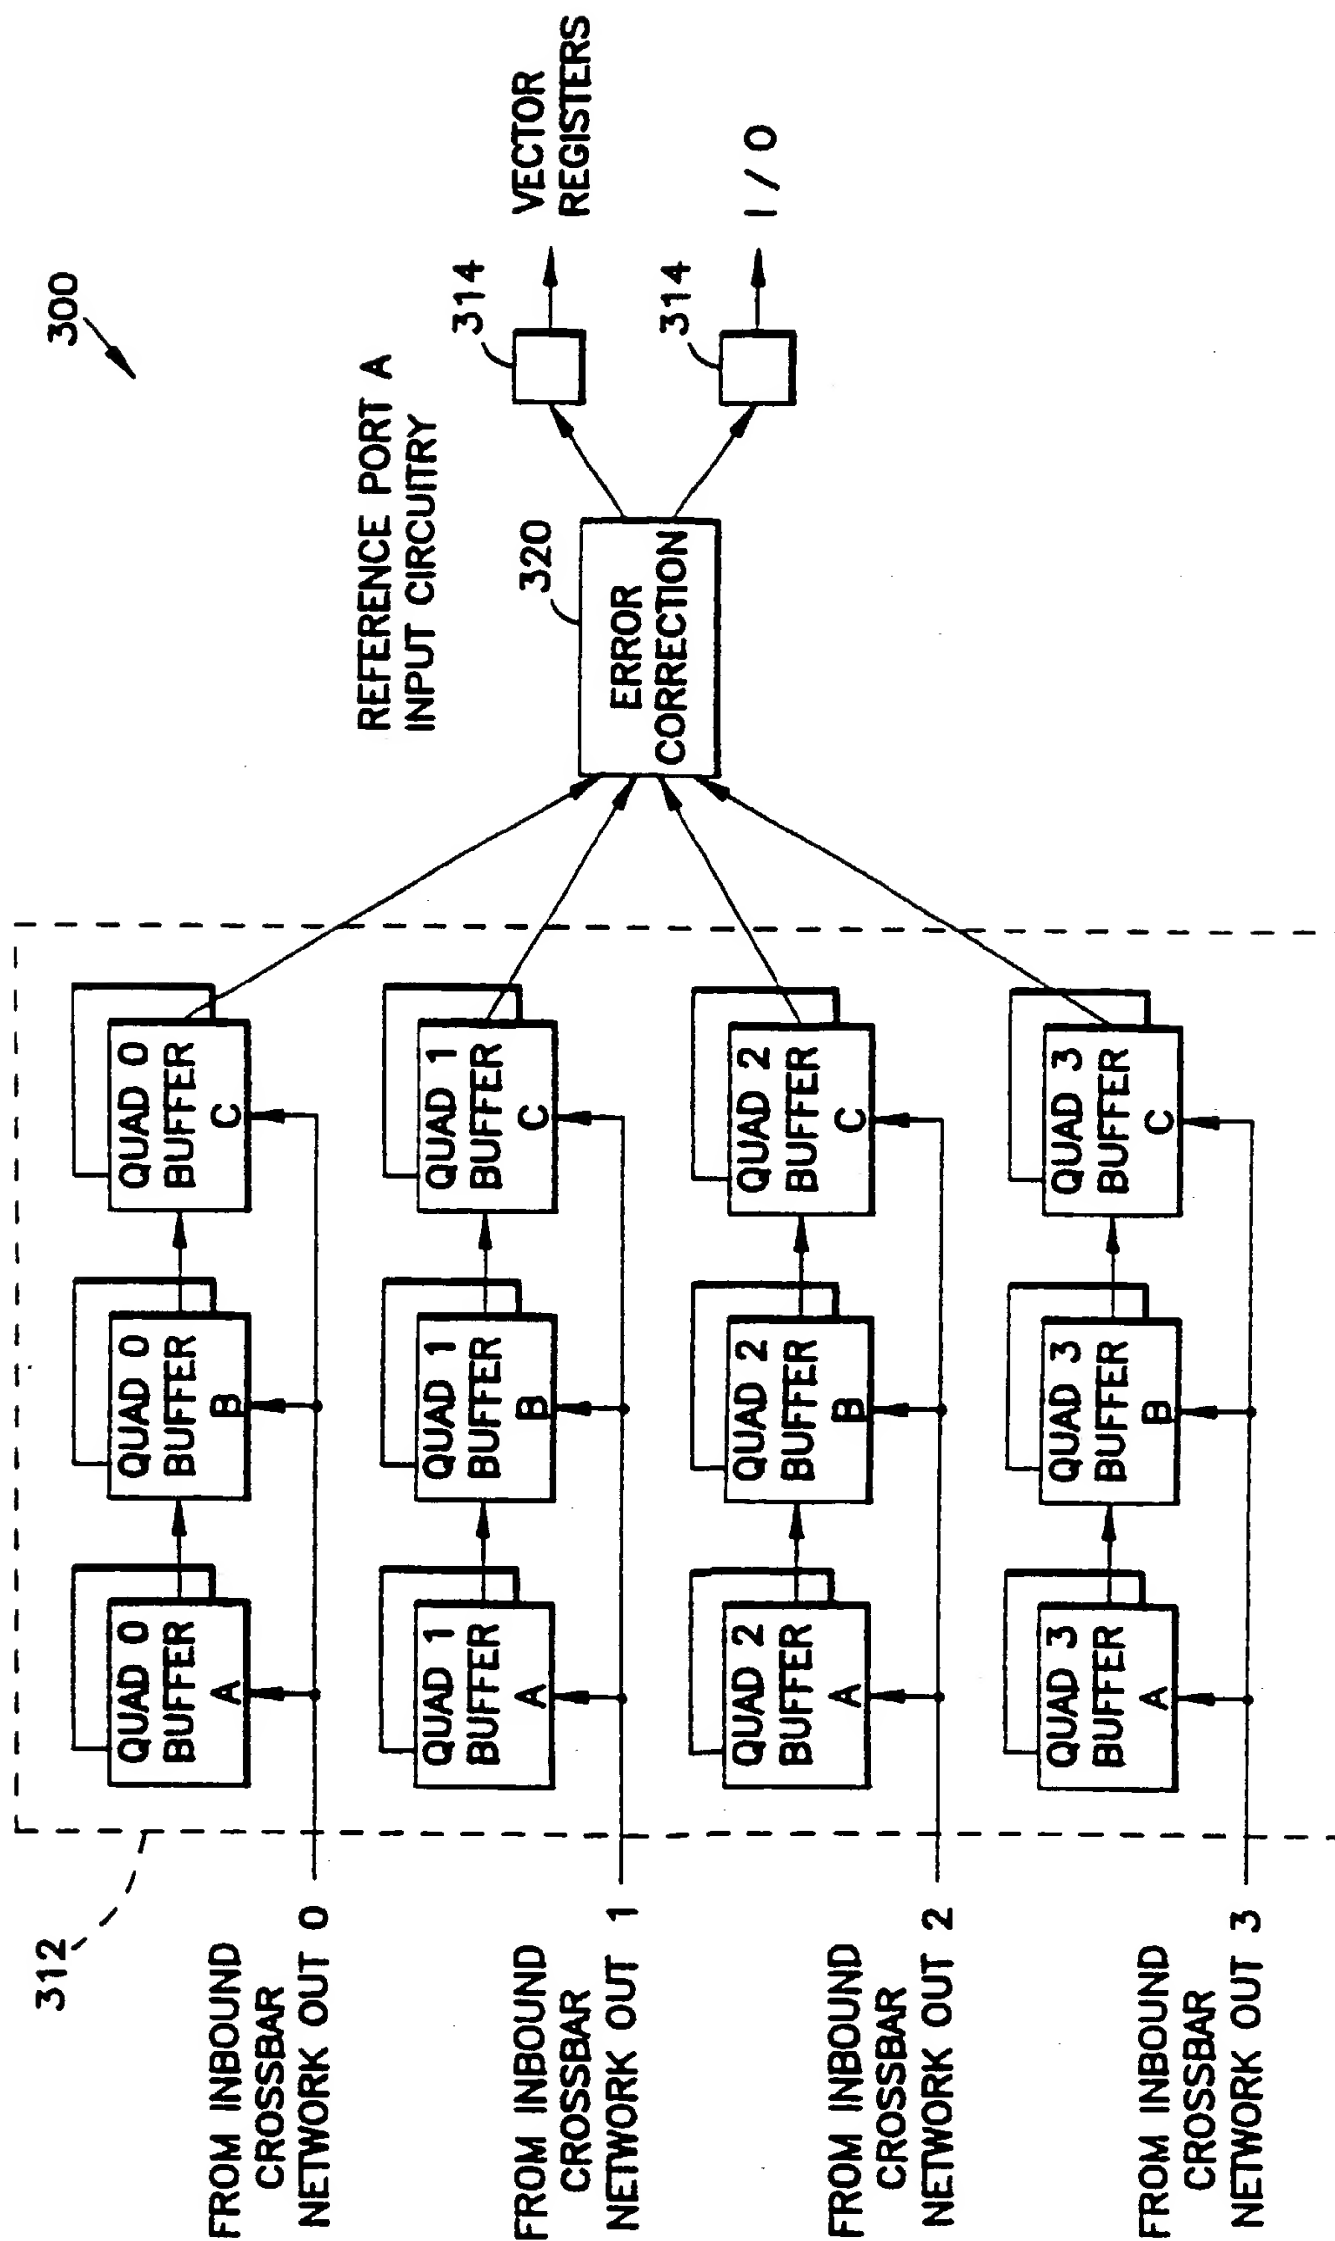 300
REFERENCE PORT A
INPUT CIRCUITRY
312
FROM INBOUND
CROSSBAR
NETWORK OUT 0
QUAD 0
BUFFER
A
QUAD 0
BUFFER
B
QUAD 0
BUFFER
C
FROM INBOUND
CROSSBAR
NETWORK OUT 1
QUAD 1
BUFFER
A
QUAD 1
BUFFER
B
QUAD 1
BUFFER
C
FROM INBOUND
CROSSBAR
NETWORK OUT 2
QUAD 2
BUFFER
A
QUAD 2
BUFFER
B
QUAD 2
BUFFER
C
FROM INBOUND
CROSSBAR
NETWORK OUT 3
QUAD 3
BUFFER
A
QUAD 3
BUFFER
B
QUAD 3
BUFFER
C
320
ERROR
CORRECTION
314
VECTOR
REGISTERS
314
I / O